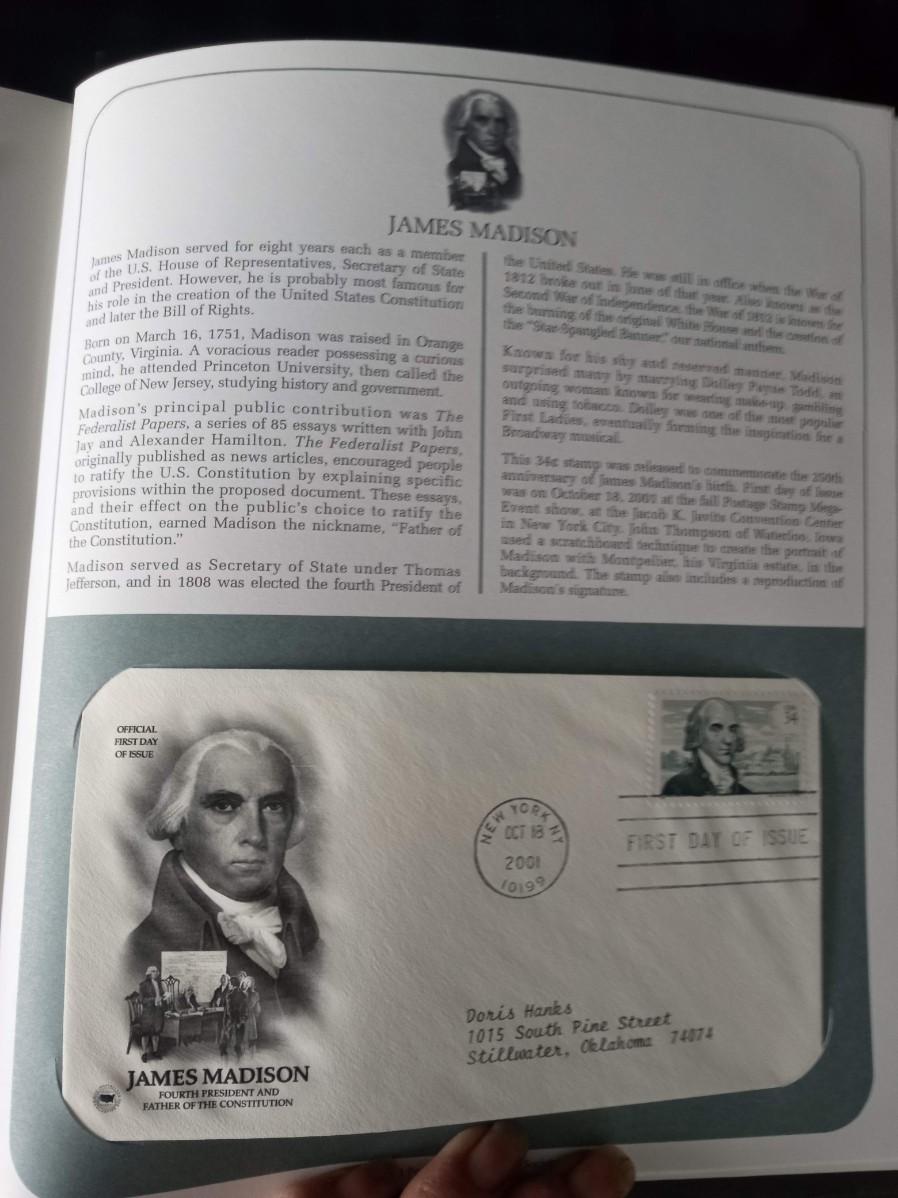 JAMES MADISON
James Madison served for eight years each as a member
of the U.S. House of Representatives, Secretary of State
and President. However, he is probably most famous for
his role in the creation of the United States Constitution
and later the Bill of Rights.
Born on March 16, 1751, Madison was raised in Orange
County, Virginia. A voracious reader possessing a curious
mind, he attended Princeton University, then called the
College of New Jersey, studying history and government.
Madison's principal public contribution was The
Federalist Papers, a series of 85 essays written with John
Jay and Alexander Hamilton. The Federalist Papers,
originally published as news articles, encouraged people
to ratify the U.S. Constitution by explaining specific
provisions within the proposed document. These essays,
and their effect on the public's choice to ratify the
Constitution, earned Madison the nickname, “Father of
the Constitution.”
Madison served as Secretary of State under Thomas
Jefferson, and in 1808 was elected the fourth President of
the United States. He was still in office when the War of
1812 broke out in June of that year. Also known as the
Second War of Independence, the War of 1812 is known for
the burning of the original White House and the creation of
the “Star-Spangled Banner,” our national anthem.
Known for his shy and reserved manner, Madison
surprised many by marrying Dolley Payne Todd, an
outgoing woman known for wearing make-up, gambling
and using tobacco. Dolley was one of the most popular
First Ladies, eventually forming the inspiration for a
Broadway musical.
This 34¢ stamp was released to commemorate the 250th
anniversary of James Madison's birth. First day of issue
was on October 18, 2001 at the fall Postage Stamp Mega-
Event show, at the Jacob K. Javits Convention Center
in New York City. John Thompson of Waterloo, Iowa
used a scratchboard technique to create the portrait of
Madison with Montpelier, his Virginia estate, in the
background. The stamp also includes a reproduction of
Madison's signature.
OFFICIAL
FIRST DAY
OF ISSUE
34
NEW YORK NY
OCT 18
2001
10199
FIRST DAY OF ISSUE
Doris Hanks
1015 South Pine Street
Stillwater, Oklahoma 74074
JAMES MADISON
FOURTH PRESIDENT AND
FATHER OF THE CONSTITUTION